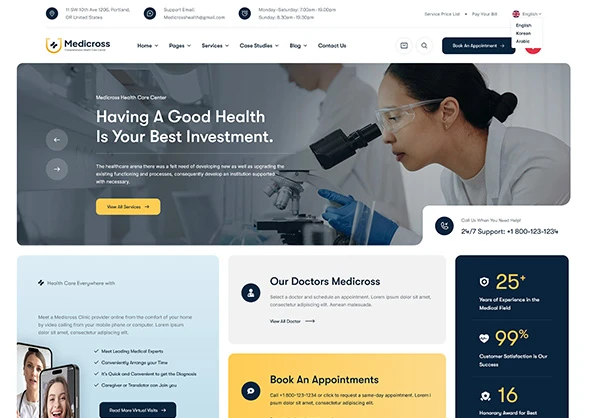 11 SW 10th Ave 1206, Portland,
OR United States
Support Email:
Medicrosshealth@gmail.com
Monday-Saturday: 7.00am-19.00pm
Sunday: 8.30am-19.30pm
Service Price List
Pay Your Bill
English
English
Korean
Arabic
Medicross
Home
Pages
Services
Case Studies
Blog
Contact Us
Book An Appointment
Medicross Health Care Center
Having A Good Health
Is Your Best Investment.
The healthcare arena there was a felt need of developing new as well as upgrading the
existing functioning and processes, consequently develop an institution supported
with necessary.
View All Services
Call Us When You Need Help!
24/7 Support: +1 800-123-1234
Health Care Everywhere with
Meet a Medicross Clinic provider online from the comfort of your home
by video calling from your mobile phone or computer. Lorem ipsum
dolor sit amet, consectetur adipiscing elit.
Meet Leading Medical Experts
Conveniently Arrange your Time
It's Quick and Convenient to get the Diagnosis
Caregiver or Translator can Join you
Read More Virtual Visits
Our Doctors Medicross
Select a doctor and schedule an appointment. Lorem ipsum dolor sit amet,
consectetur adipiscing elit. Aenean malesuada.
View All Doctor
Book An Appointments
Call +1 800-123-1234 or click to request a same-day appointment.
Lorem ipsum dolor sit amet, consectetur adipiscing elit.
25+
Years of Experience in the
Medical Field
99%
Customer Satisfaction is Our
Success
16
Honorary Award for Best